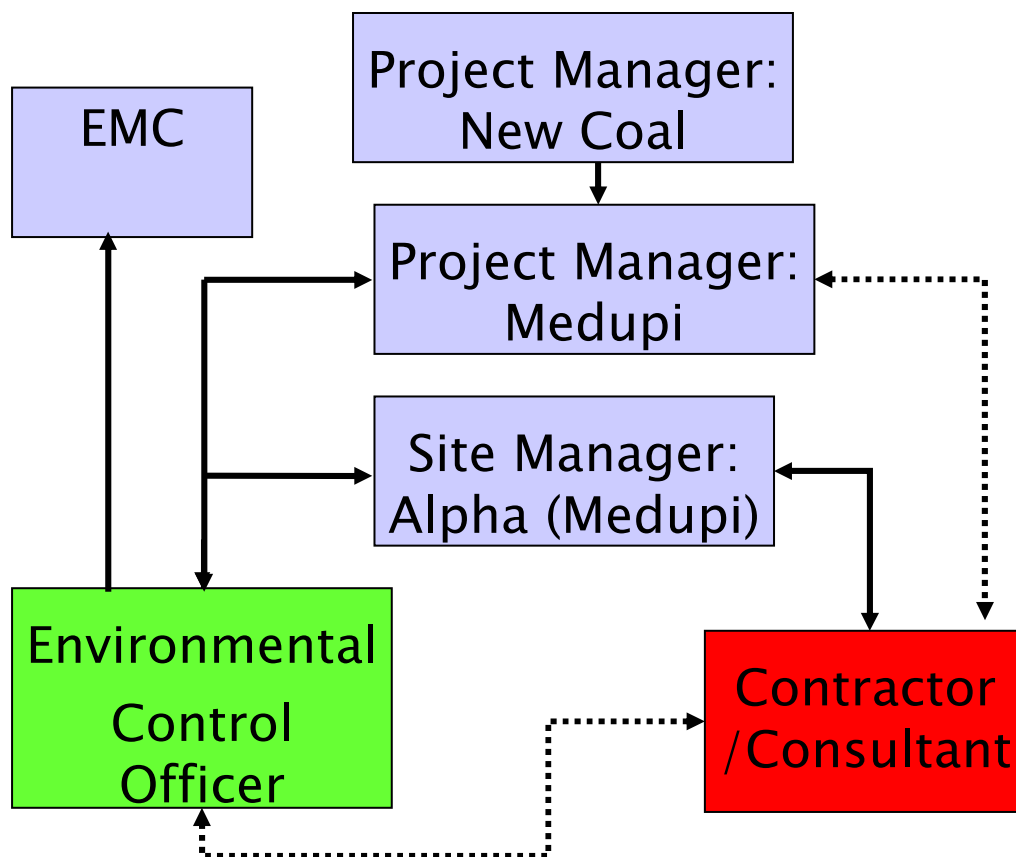 Project Manager:
New Coal
EMC
Project Manager:
Medupi
Site Manager:
Alpha (Medupi)
Environmental
Control
Officer
Contractor
/Consultant